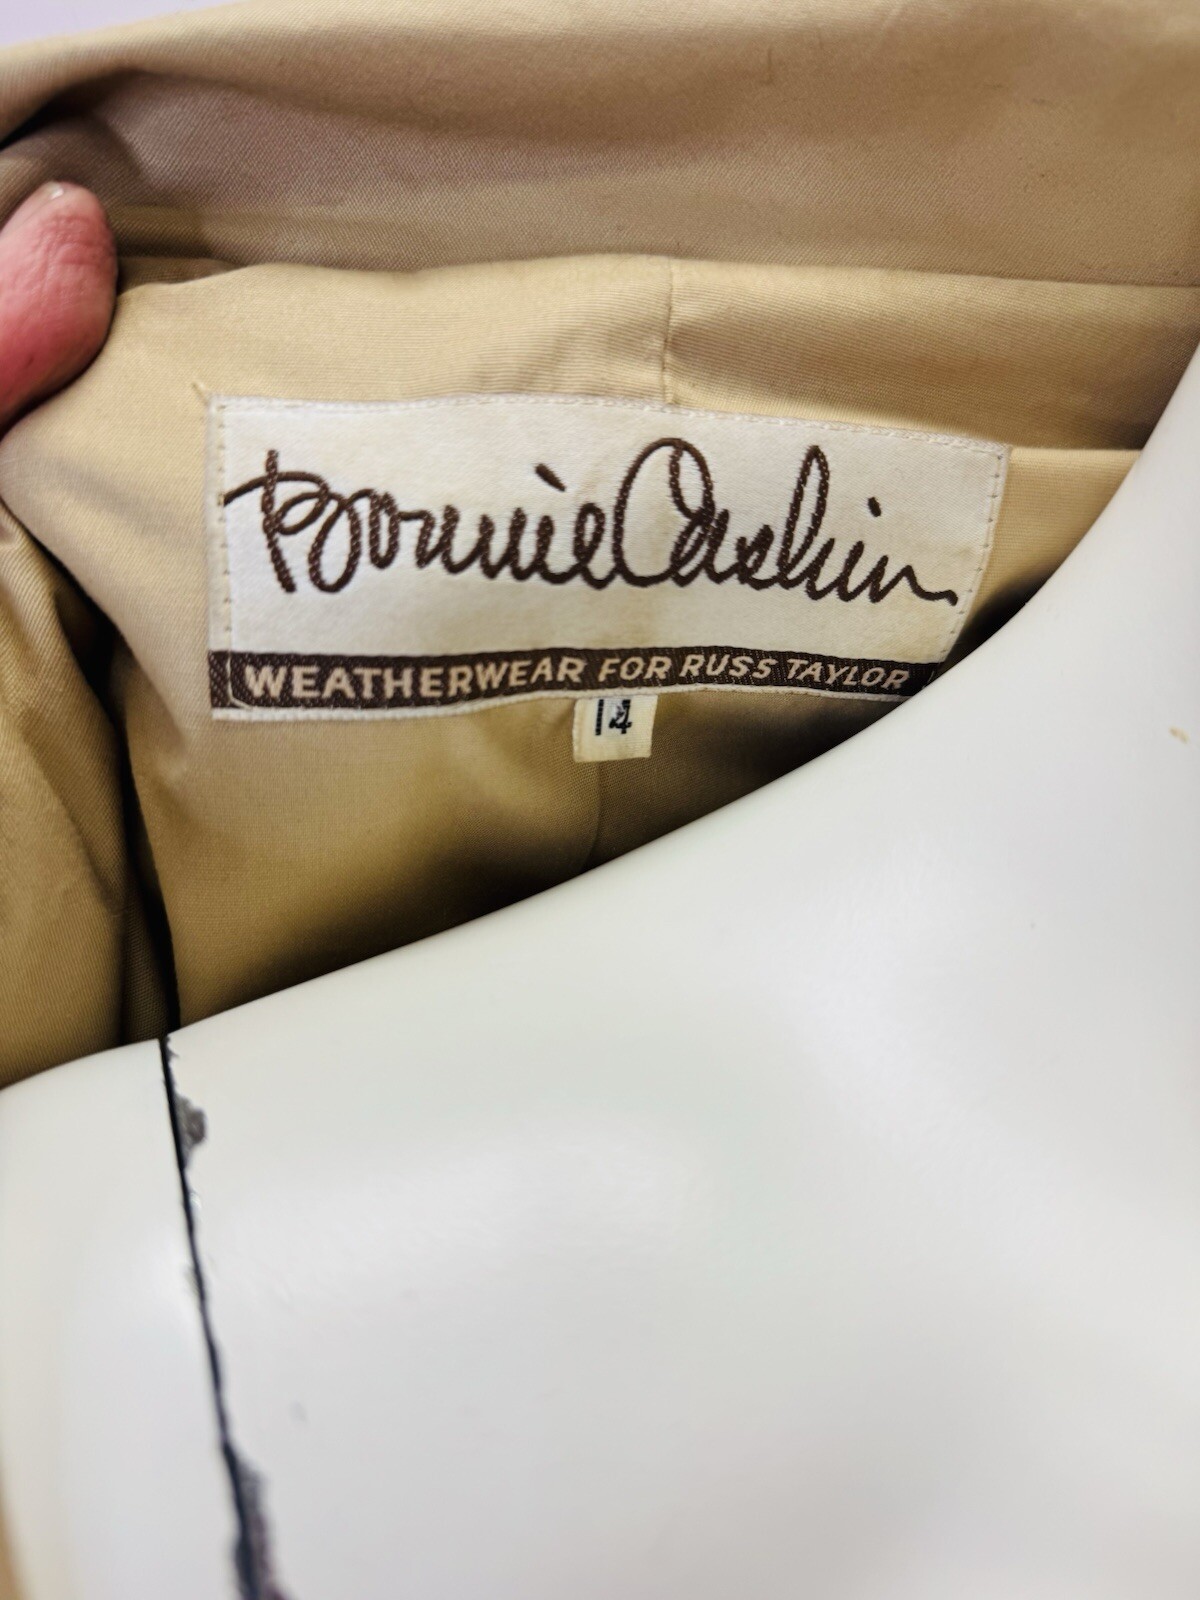 Bonnie Cashin
WEATHERWEAR FOR RUSS TAYLOR
14